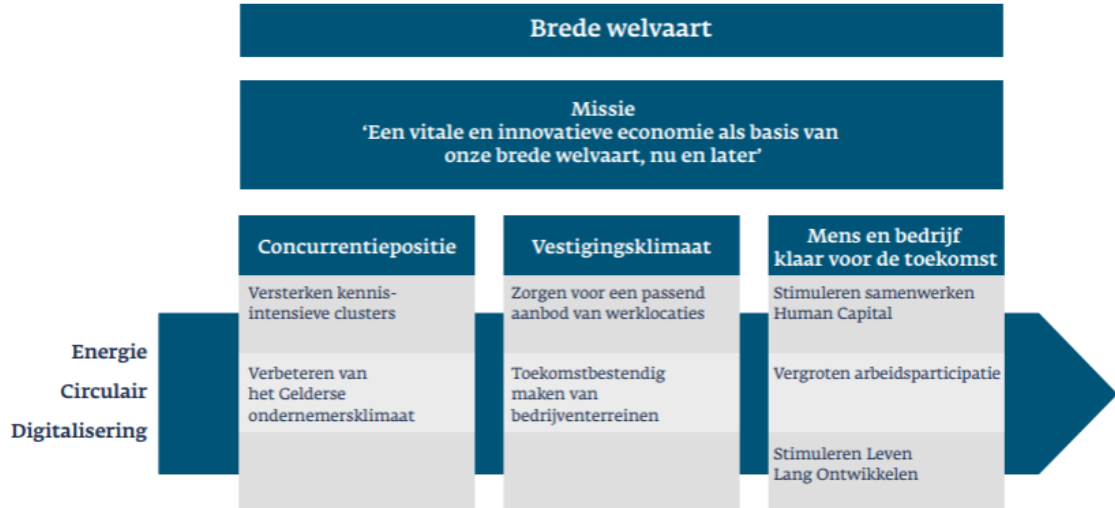 Brede welvaart
Missie
‘Een vitale en innovatieve economie als basis van
onze brede welvaart, nu en later’
Energie
Circulair
Digitalisering
Concurrentiepositie
Versterken kennis-
intensieve clusters
Verbeteren van
het Gelderse
ondernemersklimaat
Vestigingsklimaat
Zorgen voor een passend
aanbod van werklocaties
Toekomstbestendig
maken van
bedrijventerreinen
Mens en bedrijf
klaar voor de toekomst
Stimuleren samenwerken
Human Capital
Vergroten arbeidsparticipatie
Stimuleren Leven
Lang Ontwikkelen